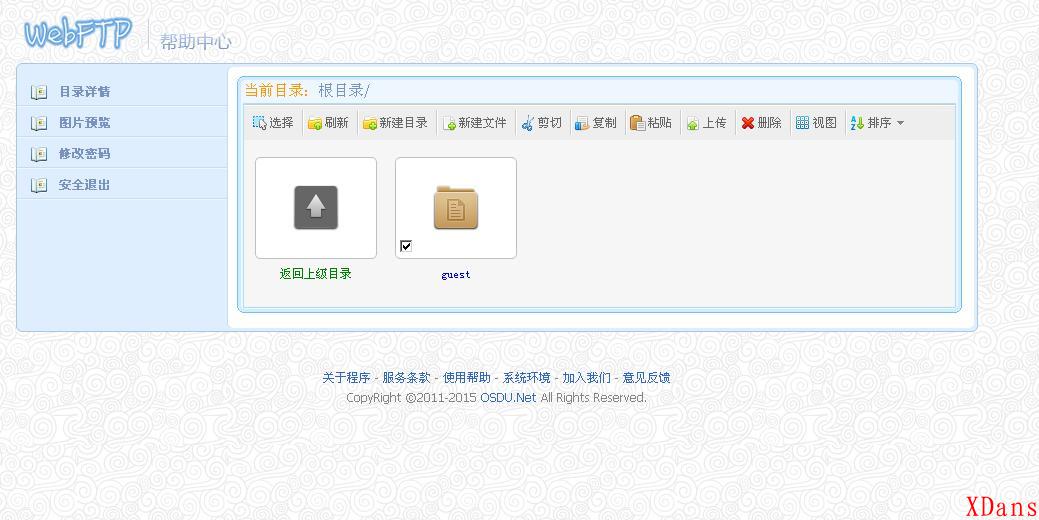 WebFTP 帮助中心
目录详情
图片预览
修改密码
安全退出
当前目录：根目录/
选择 刷新 新建目录 新建文件 剪切 复制 粘贴 上传 删除 视图 排序
返回上级目录 guest
关于程序 - 服务条款 - 使用帮助 - 系统环境 - 加入我们 - 意见反馈
CopyRight ©2011-2015 OSDU.Net All Rights Reserved.
XDans